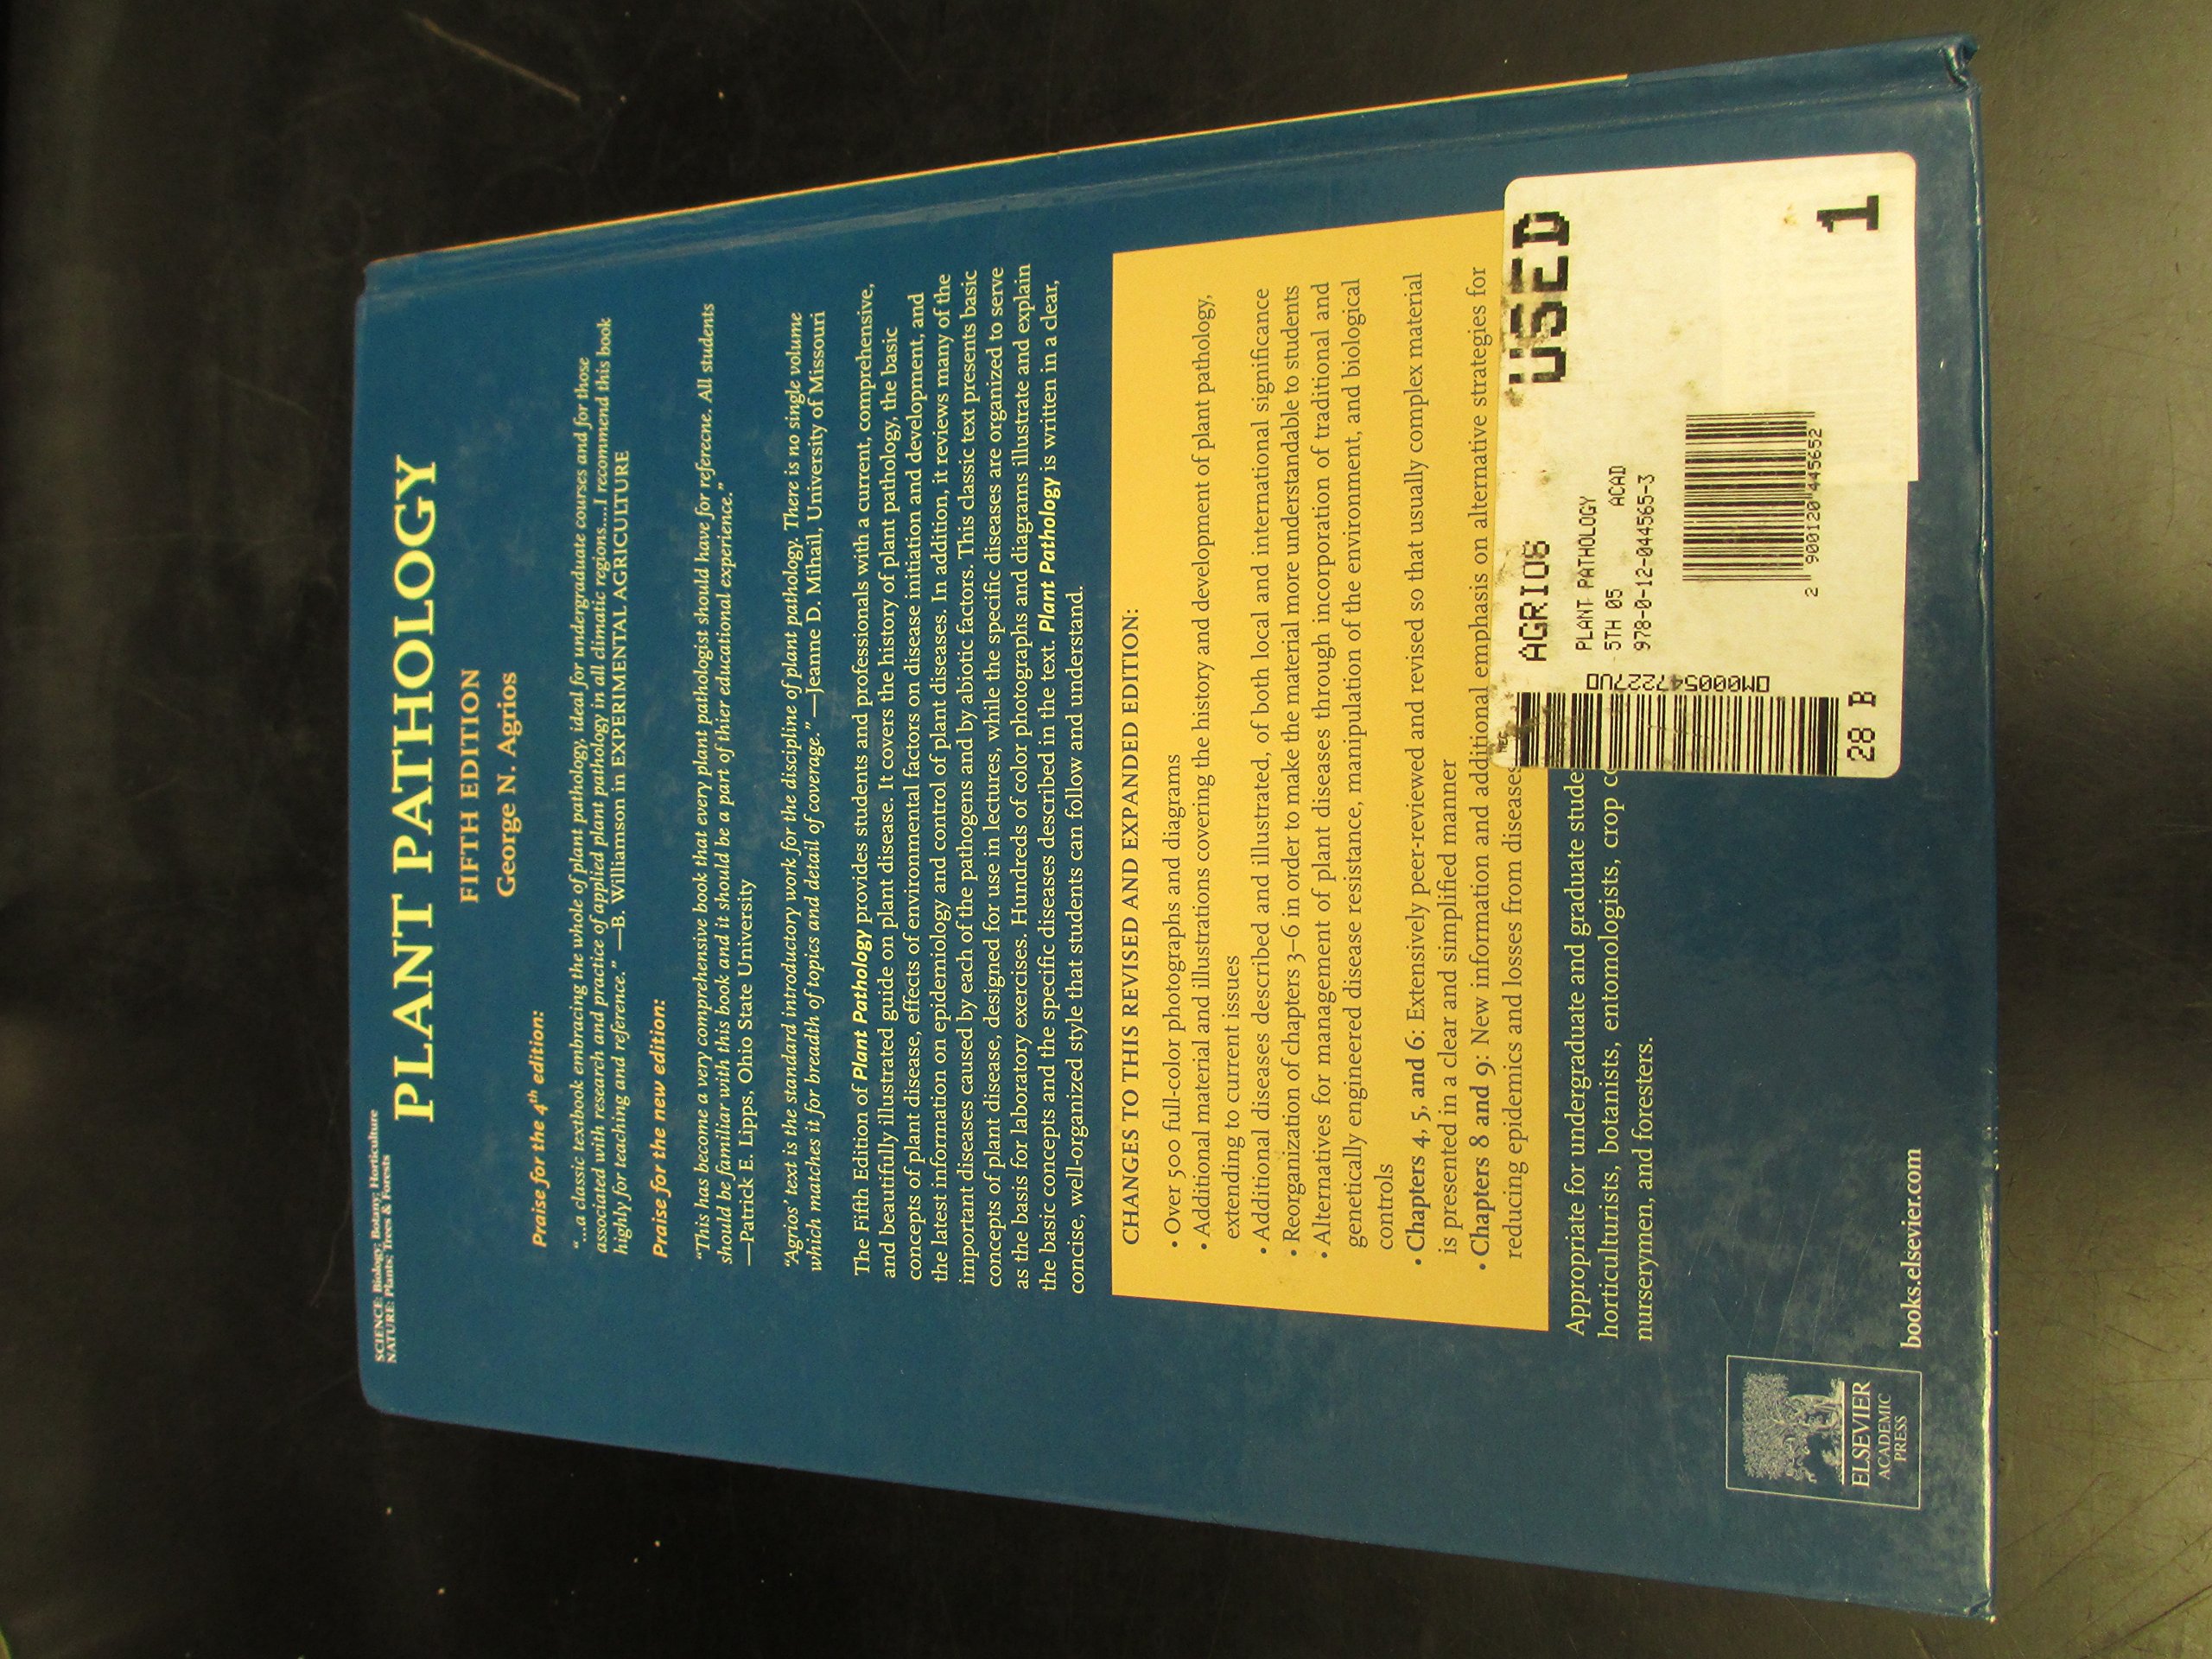 SCIENCE: Biology; Botany; Horticulture
NATURE: Plants; Trees & Forests
PLANT PATHOLOGY
FIFTH EDITION
George N. Agrios
Praise for the 4th edition:
"...a classic textbook embracing the whole of plant pathology, ideal for undergraduate courses and for those
associated with research and practice of applied plant pathology in all climatic regions....I recommend this book
highly for teaching and reference." —B. Williamson in EXPERIMENTAL AGRICULTURE
Praise for the new edition:
"This has become a very comprehensive book that every plant pathologist should have for referecne. All students
should be familiar with this book and it should be a part of thier educational experience."
—Patrick E. Lipps, Ohio State University
"Agrios' text is the standard introductory work for the discipline of plant pathology. There is no single volume
which matches it for breadth of topics and detail of coverage." —Jeanne D. Mihail, University of Missouri
The Fifth Edition of Plant Pathology provides students and professionals with a current, comprehensive,
and beautifully illustrated guide on plant disease. It covers the history of plant pathology, the basic
concepts of plant disease, effects of environmental factors on disease initiation and development, and
the latest information on epidemiology and control of plant diseases. In addition, it reviews many of the
important diseases caused by each of the pathogens and by abiotic factors. This classic text presents basic
concepts of plant disease, designed for use in lectures, while the specific diseases are organized to serve
as the basis for laboratory exercises. Hundreds of color photographs and diagrams illustrate and explain
the basic concepts and the specific diseases described in the text. Plant Pathology is written in a clear,
concise, well-organized style that students can follow and understand.
CHANGES TO THIS REVISED AND EXPANDED EDITION:
• Over 500 full-color photographs and diagrams
• Additional material and illustrations covering the history and development of plant pathology,
extending to current issues
• Additional diseases described and illustrated, of both local and international significance
• Reorganization of chapters 3–6 in order to make the material more understandable to students
• Alternatives for management of plant diseases through incorporation of traditional and
genetically engineered disease resistance, manipulation of the environment, and biological
controls
• Chapters 4, 5, and 6: Extensively peer-reviewed and revised so that usually complex material
is presented in a clear and simplified manner
• Chapters 8 and 9: New information and additional emphasis on alternative strategies for
reducing epidemics and losses from diseases
Appropriate for undergraduate and graduate stude
horticulturists, botanists, entomologists, crop c
nurserymen, and foresters.
AGRIOS USED
PLANT PATHOLOGY
5TH 05 ACAD
978-0-12-044565-3
OM000547227UO
2 900120 445652
28 B 1
ELSEVIER
ACADEMIC
PRESS
books.elsevier.com